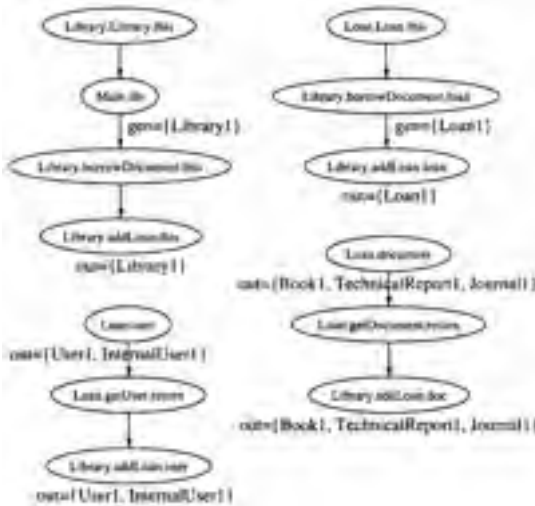 Library.Library.this
Main.lib
gen={Library1}
Library.borrowDocument.this
Library.addLoan.this
out={Library1}
Loan.Loan.this
Library.borrowDocument.loan
gen={Loan1}
Library.addLoan.loan
out={Loan1}
Loan.user
out={User1, InternalUser1}
Loan.getUser.return
Library.addLoan.user
out={User1, InternalUser1}
Loan.document
out={Book1, TechnicalReport1, Journal1}
Loan.getDocument.return
Library.addLoan.doc
out={Book1, TechnicalReport1, Journal1}